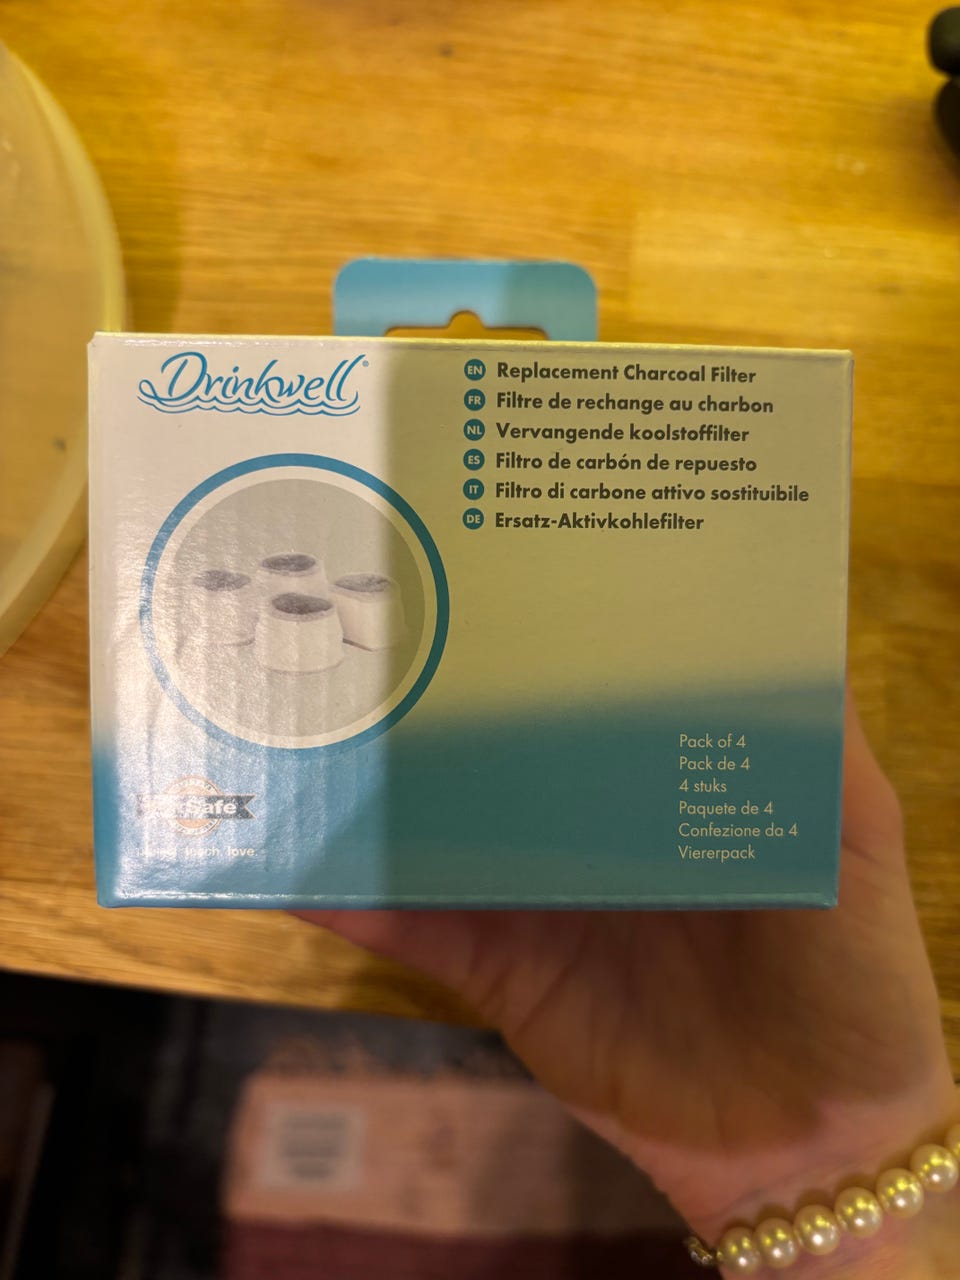 Drinkwell®
EN Replacement Charcoal Filter
FR Filtre de rechange au charbon
NL Vervangende koolstoffilter
ES Filtro de carbón de repuesto
IT Filtro di carbone attivo sostituibile
DE Ersatz-Aktivkohlefilter
Pack of 4
Pack de 4
4 stuks
Paquete de 4
Confezione da 4
Viererpack
Safe
teach. love.